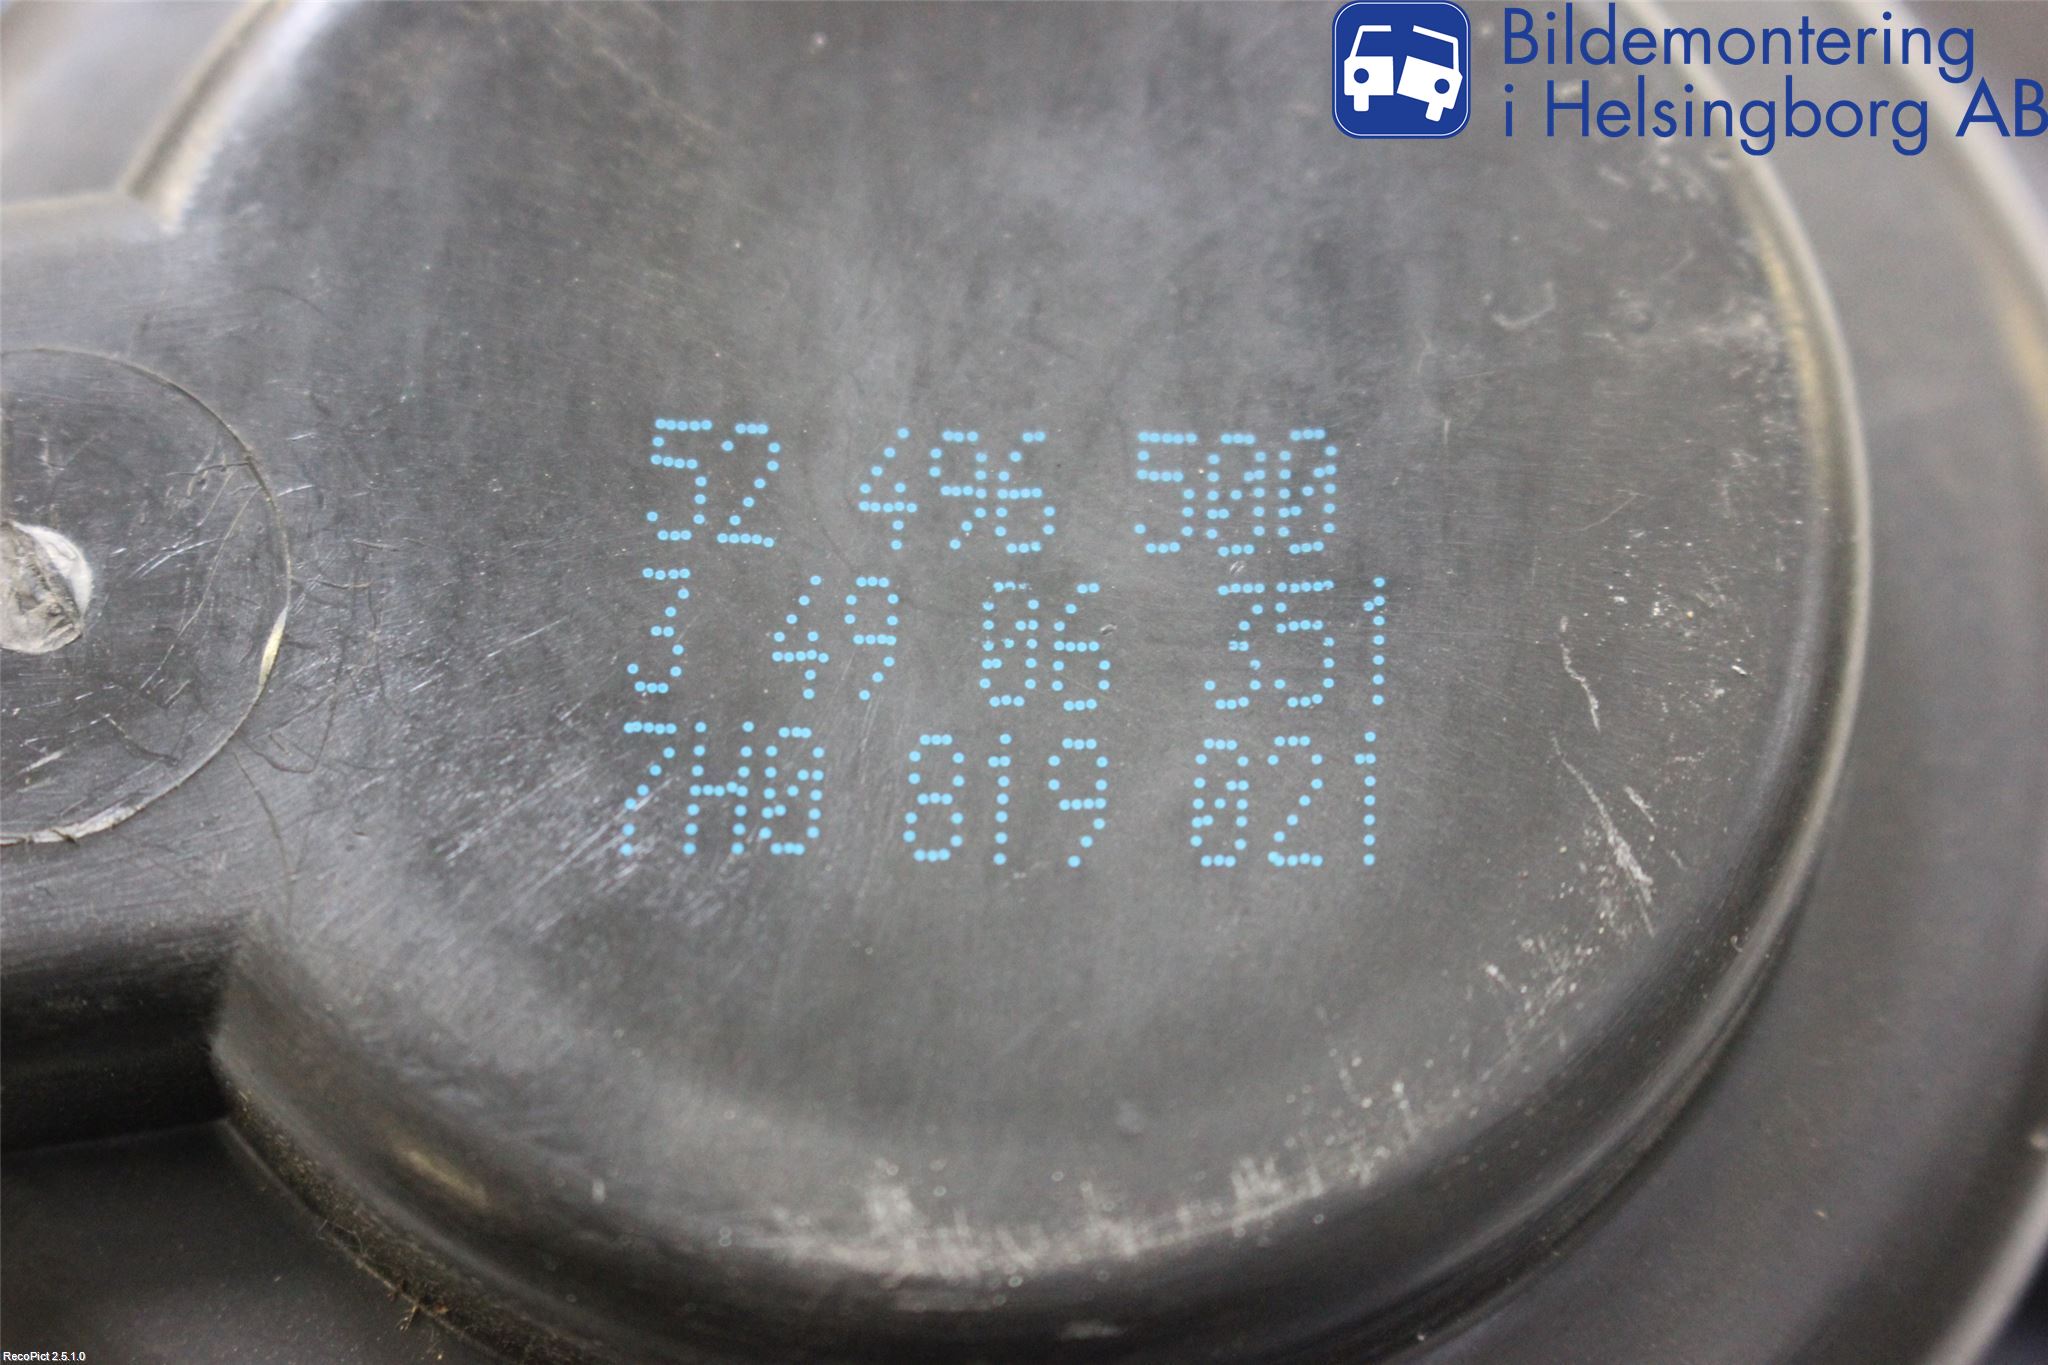 Bildemontering
i Helsingborg AB
52 496 500
J 49 06 351
7H0 819 021
RecoPict 2.5.1.0